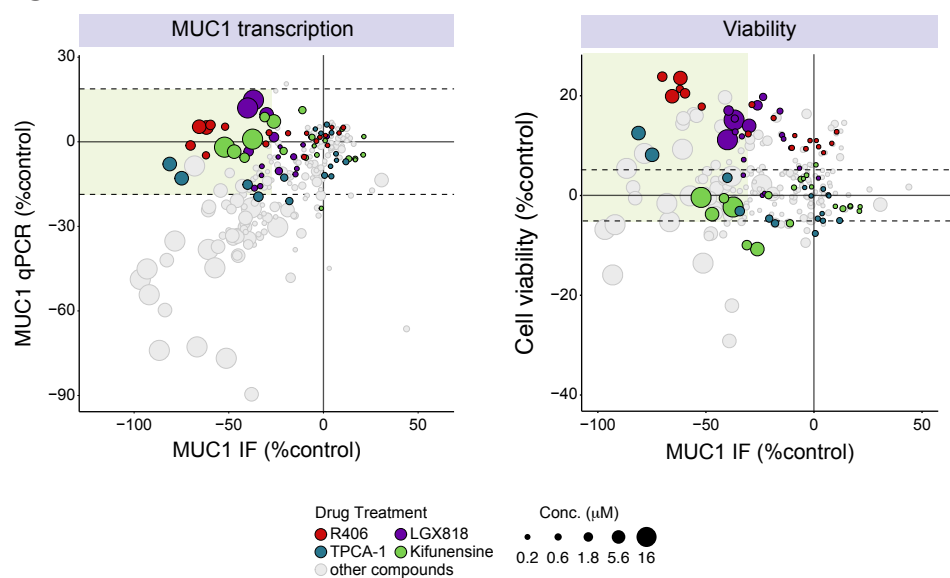 MUC1 transcription
Viability
MUC1 qPCR (%control)
30
0
−30
−60
−90
−100
−50
0
50
MUC1 IF (%control)
Cell viability (%control)
20
0
−20
−40
−100
−50
0
50
MUC1 IF (%control)
Drug Treatment
R406 LGX818
TPCA-1 Kifunensine
other compounds
Conc. (μM)
0.2 0.6 1.8 5.6 16